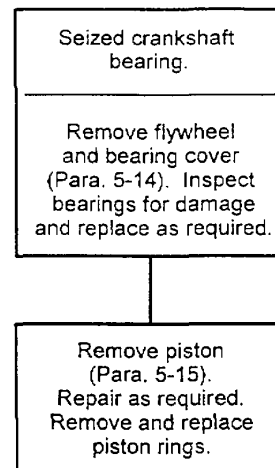 Seized crankshaft
bearing.
Remove flywheel
and bearing cover
(Para. 5-14). Inspect
bearings for damage
and replace as required.
Remove piston
(Para. 5-15).
Repair as required.
Remove and replace
piston rings.